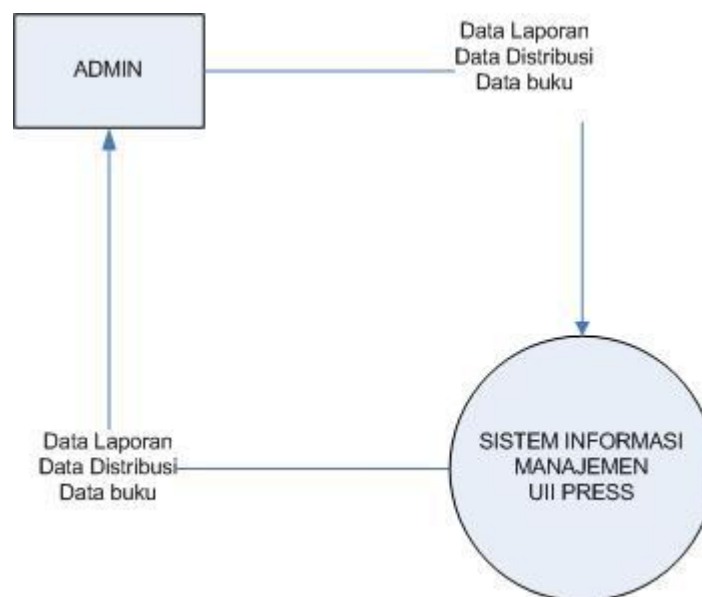 ADMIN
Data Laporan
Data Distribusi
Data buku
Data Laporan
Data Distribusi
Data buku
SISTEM INFORMASI
MANAJEMEN
UII PRESS